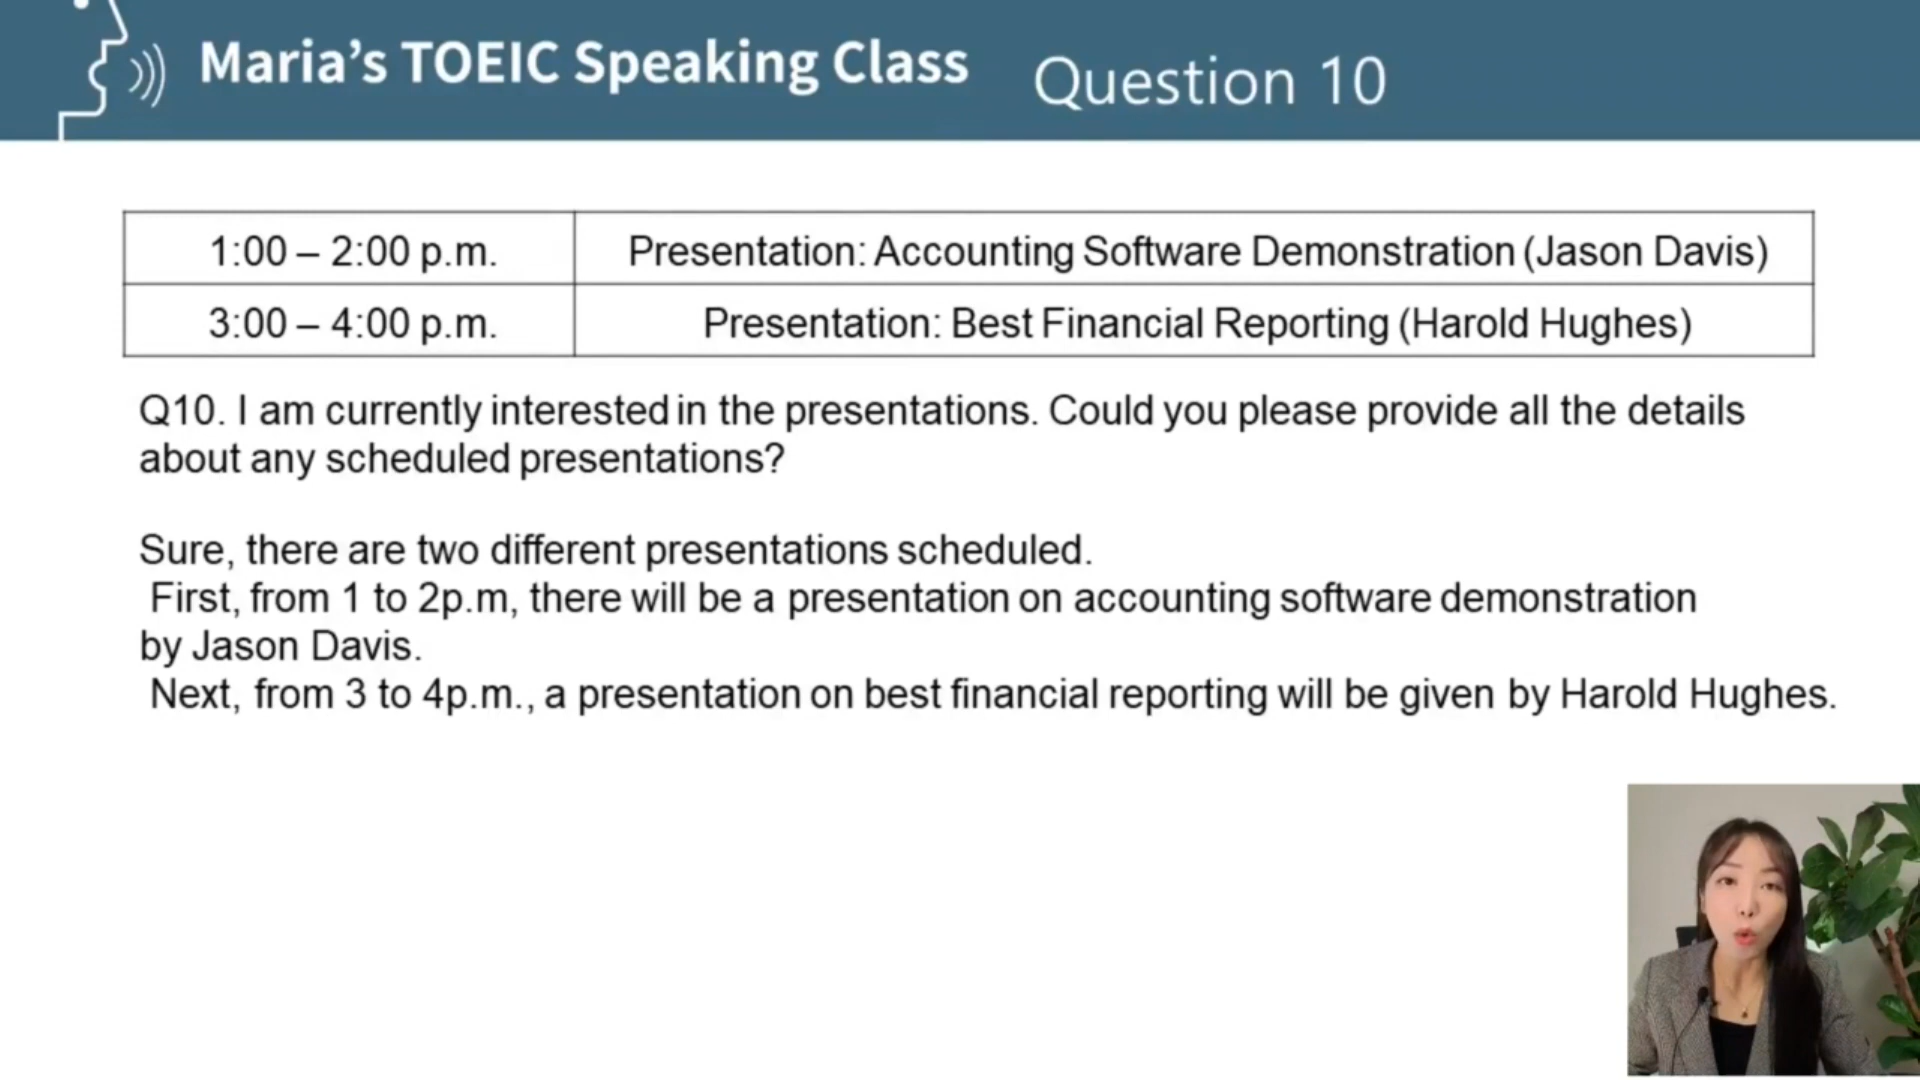 Maria's TOEIC Speaking Class
Question 10
1:00 – 2:00 p.m. Presentation: Accounting Software Demonstration (Jason Davis)
3:00 – 4:00 p.m. Presentation: Best Financial Reporting (Harold Hughes)
Q10. I am currently interested in the presentations. Could you please provide all the details
about any scheduled presentations?
Sure, there are two different presentations scheduled.
First, from 1 to 2p.m, there will be a presentation on accounting software demonstration
by Jason Davis.
Next, from 3 to 4p.m., a presentation on best financial reporting will be given by Harold Hughes.